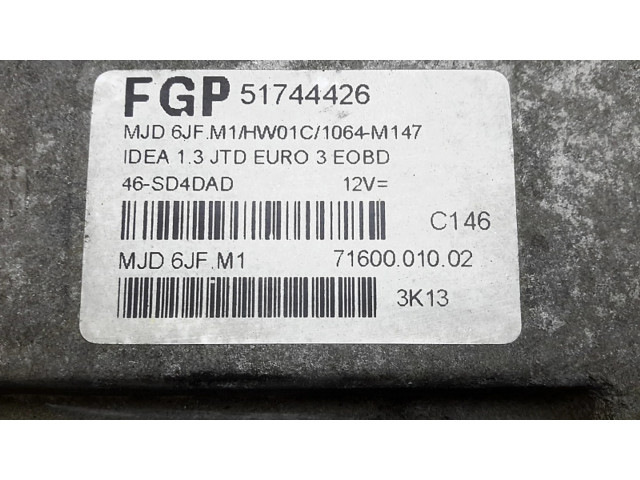 FGP 51744426
MJD 6JF.M1/HW01C/1064-M147
IDEA 1.3 JTD EURO 3 EOBD
46-SD4DAD 12V=
C146
MJD 6JF.M1 71600.010.02
3K13